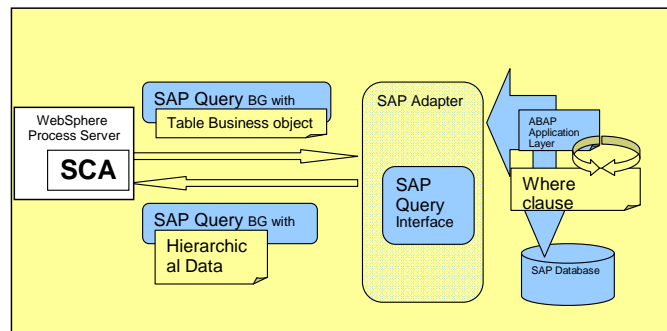 WebSphere
Process Server
SCA
SAP Query BG with
Table Business object
SAP Query BG with
Hierarchic
al Data
SAP Adapter
SAP
Query
Interface
ABAP
Application
Layer
Where
clause
SAP Database